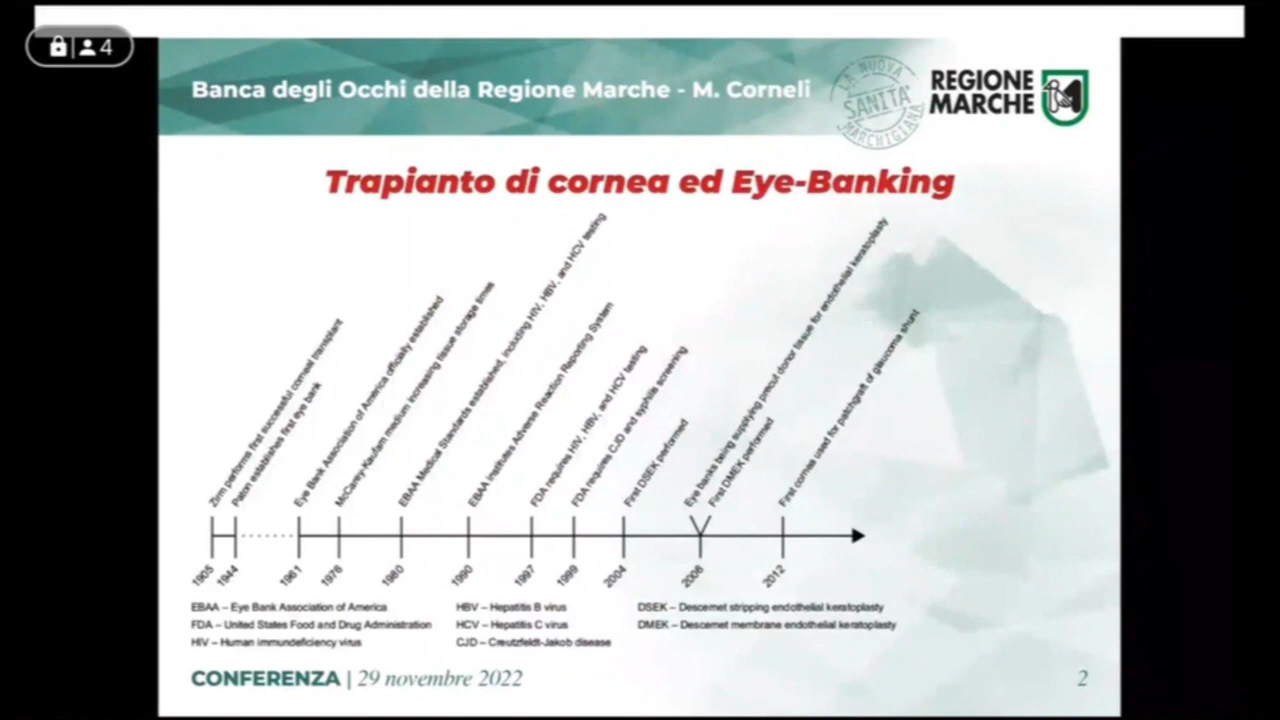 4
Banca degli Occhi della Regione Marche - M. Corneli
LA NUOVA
SANITA'
MARCHIGIANA
REGIONE
MARCHE
Trapianto di cornea ed Eye-Banking
Zirm performs first successful corneal transplant
Paton establishes first eye bank
Eye Bank Association of America officially established
McCarey-Kaufam medium increasing tissue storage times
EBAA Medical Standards established, including HIV, HBV, and HCV testing
EBAA institutes Adverse Reaction Reporting System
FDA requires HIV, HBV, and HCV testing
FDA requires CJD and syphilis screening
First DSEK performed
Eye banks being supplying precut donor tissue for endothelial keratoplasty
First DMEK performed
First cornea used for patchgraft of glaucoma shunt
1905
1944
1961
1976
1980
1990
1997
1999
2004
2006
2012
EBAA – Eye Bank Association of America
FDA – United States Food and Drug Administration
HIV – Human immundeficiency virus
HBV – Hepatitis B virus
HCV – Hepatitis C virus
CJD – Creutzfeldt-Jakob disease
DSEK – Descemet stripping endothelial keratoplasty
DMEK – Descemet membrane endothelial keratoplasty
CONFERENZA | 29 novembre 2022
2